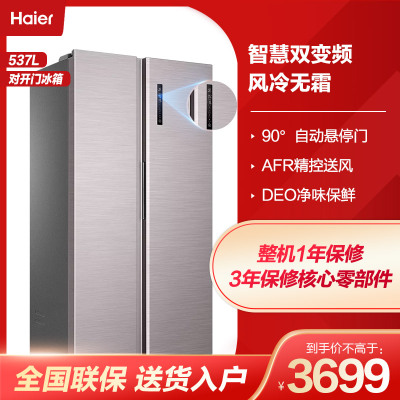 Haier
537L
对开门冰箱
智慧双变频
风冷无霜
90° 自动悬停门
AFR精控送风
DEO净味保鲜
整机1年保修
3年保修核心零部件
全国联保 送货入户
到手价不高于:
¥3699